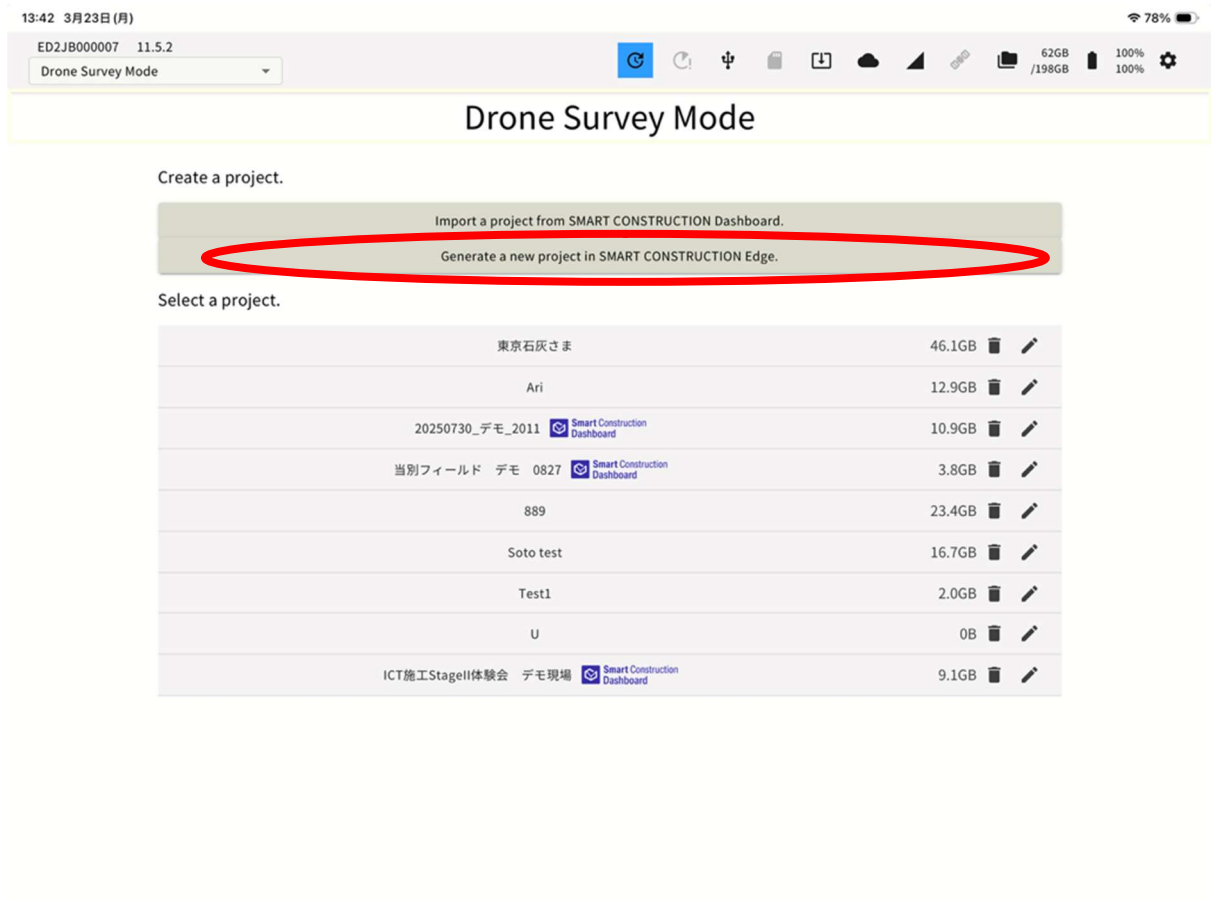 13:42 3月23日(月)
78%
ED2JB000007 11.5.2
Drone Survey Mode
62GB
/198GB
100%
100%
Drone Survey Mode
Create a project.
Import a project from SMART CONSTRUCTION Dashboard.
Generate a new project in SMART CONSTRUCTION Edge.
Select a project.
東京石灰さま 46.1GB
Ari 12.9GB
20250730_デモ_2011 Smart Construction Dashboard 10.9GB
当別フィールド デモ 0827 Smart Construction Dashboard 3.8GB
889 23.4GB
Soto test 16.7GB
Test1 2.0GB
U 0B
ICT施工StageII体験会 デモ現場 Smart Construction Dashboard 9.1GB